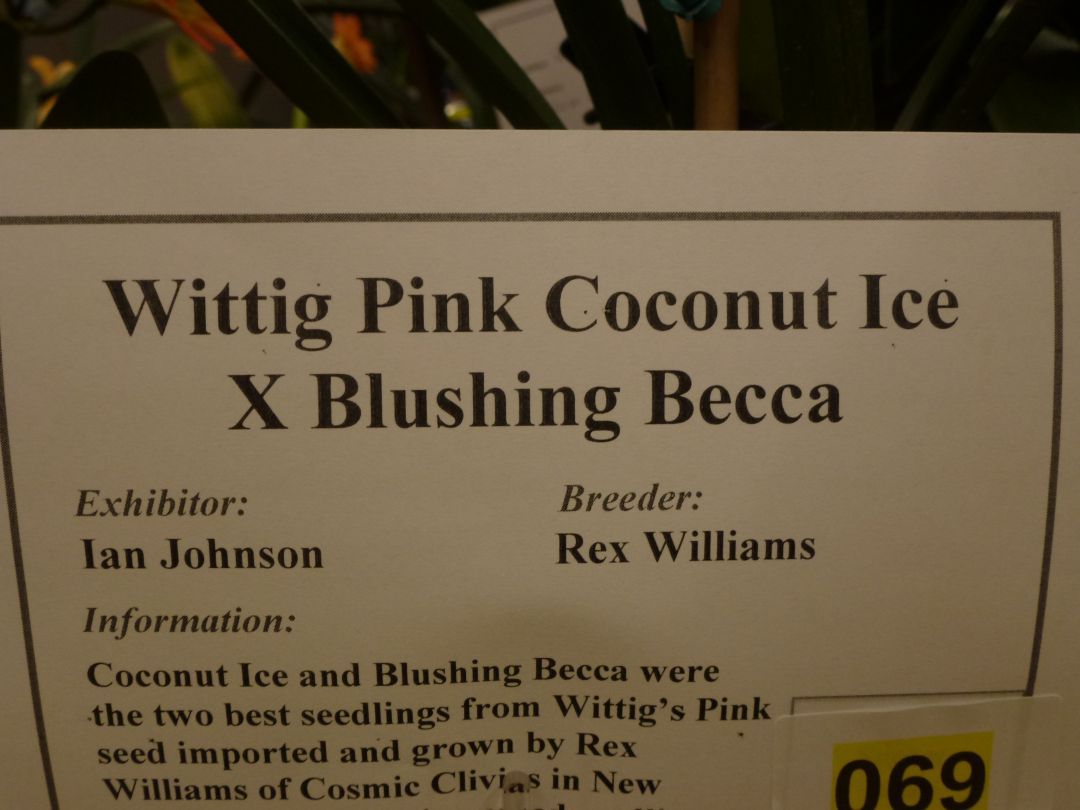 Wittig Pink Coconut Ice
X Blushing Becca
Exhibitor:
Breeder:
Ian Johnson
Rex Williams
Information:
Coconut Ice and Blushing Becca were
the two best seedlings from Wittig's Pink
seed imported and grown by Rex
Williams of Cosmic Clivias in New
069